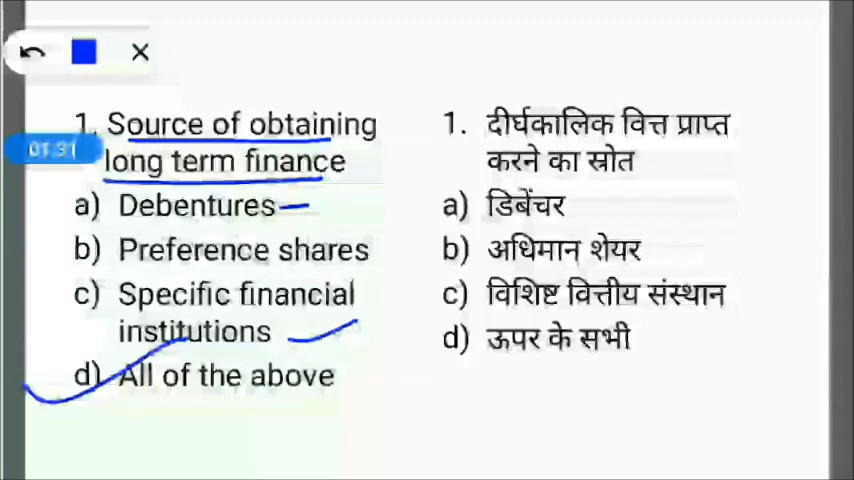 1. Source of obtaining
long term finance
a) Debentures
b) Preference shares
c) Specific financial
institutions
d) All of the above
01:31
1. दीर्घकालिक वित्त प्राप्त
करने का स्रोत
a) डिबेंचर
b) अधिमान शेयर
c) विशिष्ट वित्तीय संस्थान
d) ऊपर के सभी